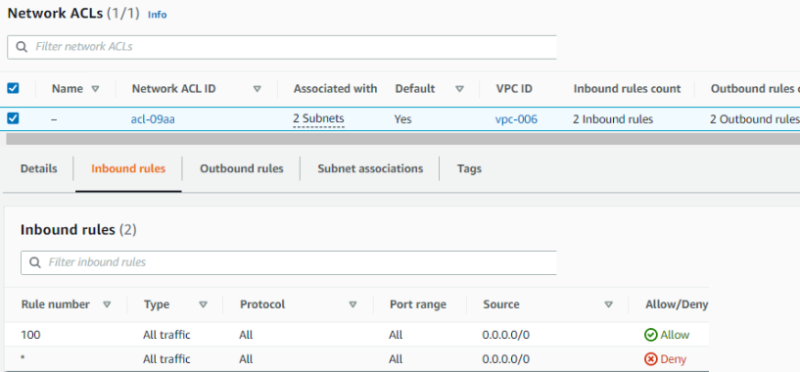 Network ACLs (1/1) Info
Filter network ACLs
Name Network ACL ID Associated with Default VPC ID Inbound rules count Outbound rules
– acl-09aa 2 Subnets Yes vpc-006 2 Inbound rules 2 Outbound rules
Details Inbound rules Outbound rules Subnet associations Tags
Inbound rules (2)
Filter inbound rules
Rule number Type Protocol Port range Source Allow/Deny
100 All traffic All All 0.0.0.0/0 Allow
* All traffic All All 0.0.0.0/0 Deny